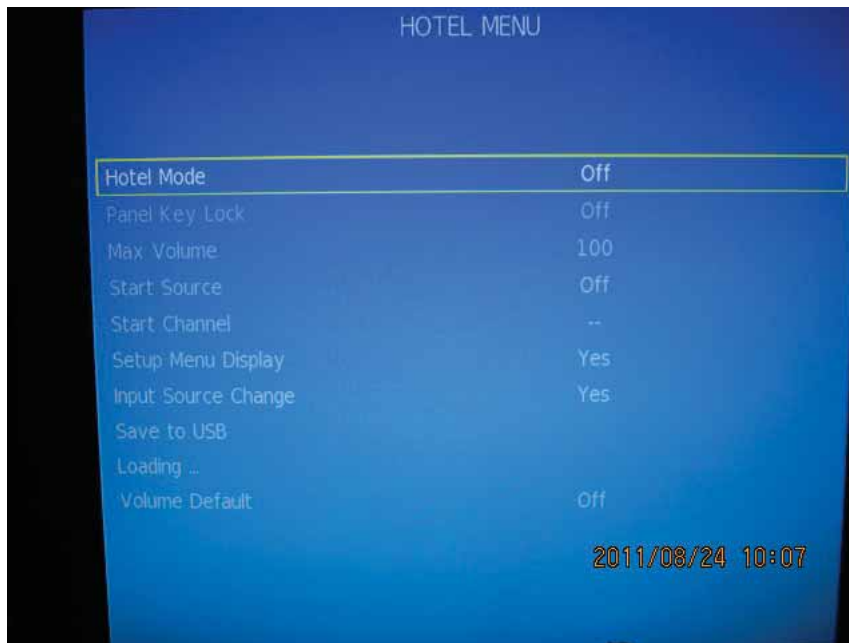 HOTEL MENU
Hotel Mode Off
Panel Key Lock Off
Max Volume 100
Start Source Off
Start Channel --
Setup Menu Display Yes
Input Source Change Yes
Save to USB
Loading ...
Volume Default Off
2011/08/24 10:07